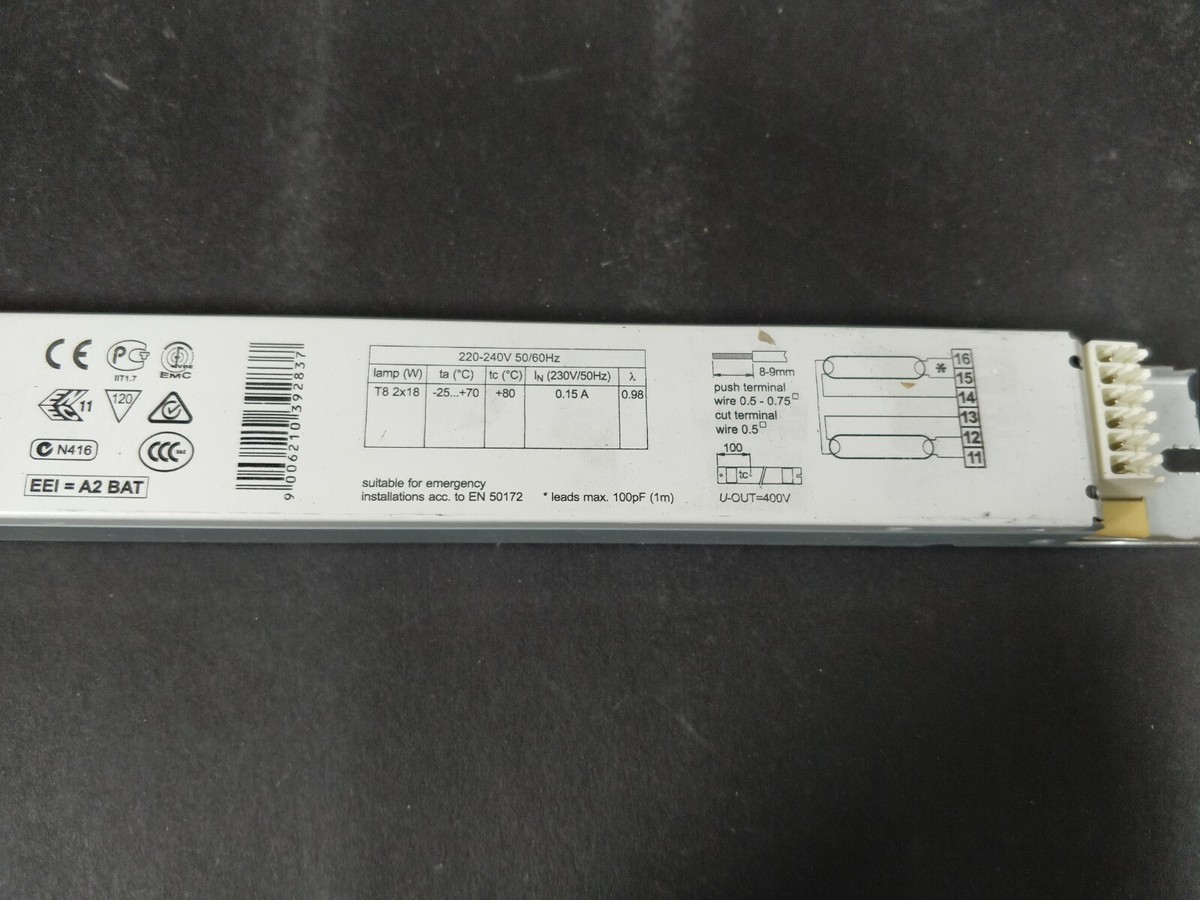 CE
PG
IIT1.7
VDE
EMC
11
120
N416
CCC S&E
EEI = A2 BAT
9 006210 392837
220-240V 50/60Hz
lamp (W) ta (°C) tc (°C) IN (230V/50Hz) λ
T8 2x18 -25...+70 +80 0.15 A 0.98
suitable for emergency
installations acc. to EN 50172 * leads max. 100pF (1m)
8-9mm
push terminal
wire 0.5 - 0.75□
cut terminal
wire 0.5□
100
tc
U-OUT=400V
*
16
15
14
13
12
11